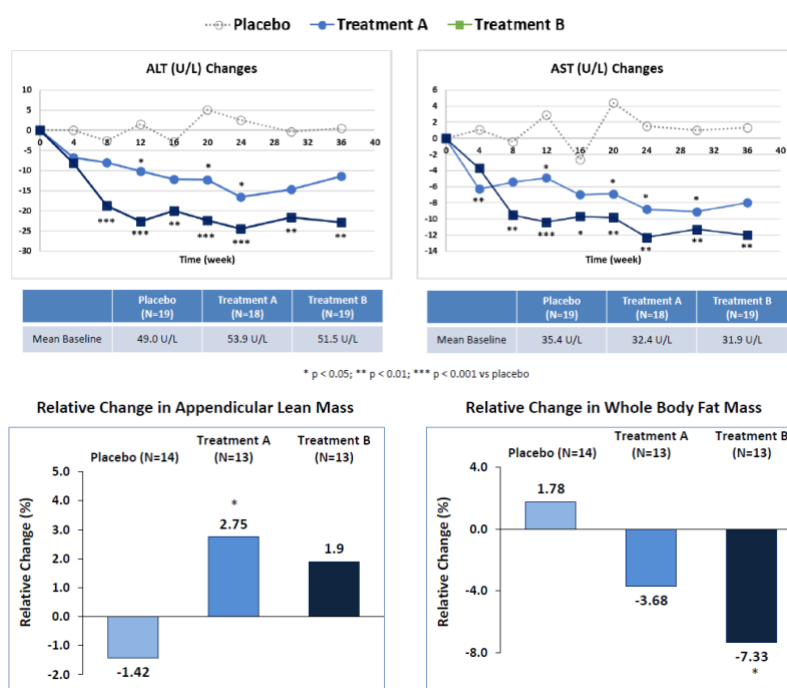 Placebo Treatment A Treatment B
ALT (U/L) Changes
10
5
0
-5
-10
-15
-20
-25
-30
0 4 8 12 16 20 24 28 32 36 40
* * *
*** *** ** *** *** ** **
Time (week)
AST (U/L) Changes
6
4
2
0
-2
-4
-6
-8
-10
-12
-14
0 4 8 12 16 20 24 28 32 36 40
* * * *
** ** *** * ** ** ** **
Time (week)
Placebo (N=19) Treatment A (N=18) Treatment B (N=19)
Mean Baseline 49.0 U/L 53.9 U/L 51.5 U/L
Placebo (N=19) Treatment A (N=18) Treatment B (N=19)
Mean Baseline 35.4 U/L 32.4 U/L 31.9 U/L
* p < 0.05; ** p < 0.01; *** p < 0.001 vs placebo
Relative Change in Appendicular Lean Mass
Placebo (N=14) Treatment A (N=13) Treatment B (N=13)
Relative Change (%)
5.0
4.0
3.0
2.0
1.0
0.0
-1.0
-2.0
*
2.75
1.9
-1.42
Relative Change in Whole Body Fat Mass
Placebo (N=14) Treatment A (N=13) Treatment B (N=13)
Relative Change (%)
4.0
0.0
-4.0
-8.0
1.78
-3.68
-7.33
*